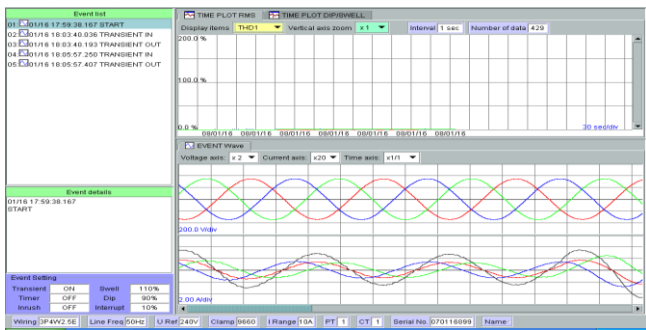 Event list
01 01/16 17:59:38.167 START
02 01/16 18:03:40.036 TRANSIENT IN
03 01/16 18:03:40.193 TRANSIENT OUT
04 01/16 18:05:57.250 TRANSIENT IN
05 01/16 18:05:57.407 TRANSIENT OUT
Event details
01/16 17:59:38.167
START
Event Setting
Transient ON Swell 110%
Timer OFF Dip 90%
Inrush OFF Interrupt 10%
TIME PLOT RMS TIME PLOT DIP/SWELL
Display items: THD1 Vertical axis zoom: x 1 Interval 1 sec Number of data 429
200.0 %
100.0 %
0.0 %
08/01/16 08/01/16 08/01/16 08/01/16 08/01/16 08/01/16 08/01/16
30 sec/div
EVENT Wave
Voltage axis: x 2 Current axis: x20 Time axis: x1/1
200.0 V/div
2.00 A/div
Wiring 3P4W2.5E Line Freq 50Hz U Ref 240V Clamp 9660 I Range 10A PT 1 CT 1 Serial No. 070116899 Name